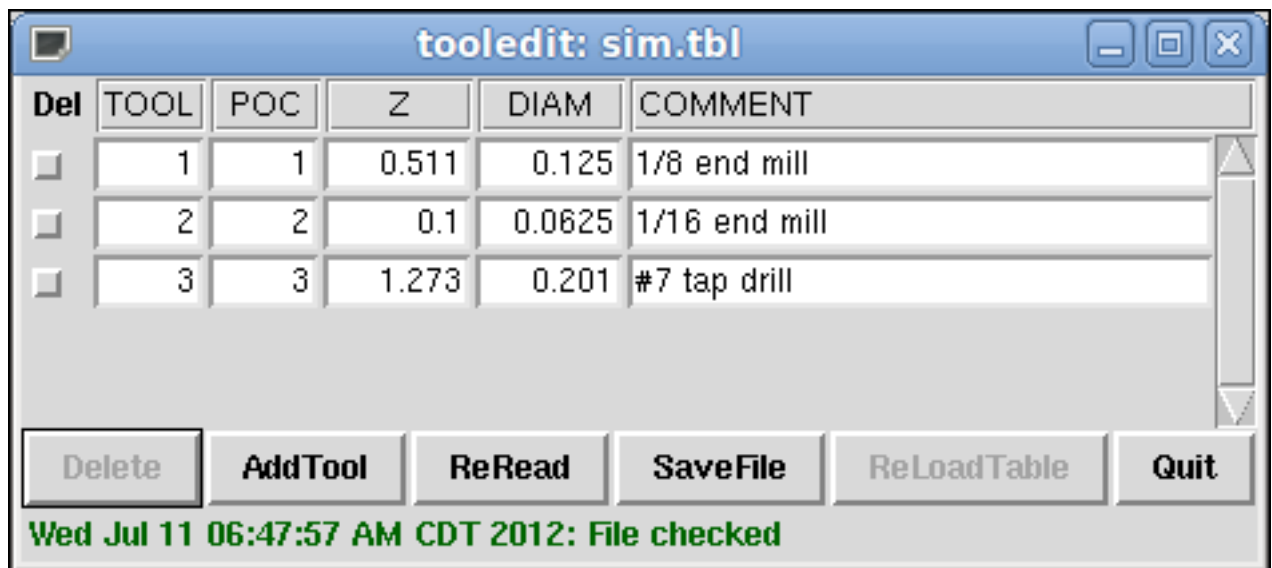 tooledit: sim.tbl
Del TOOL POC Z DIAM COMMENT
1 1 0.511 0.125 1/8 end mill
2 2 0.1 0.0625 1/16 end mill
3 3 1.273 0.201 #7 tap drill
Delete AddTool ReRead SaveFile ReLoadTable Quit
Wed Jul 11 06:47:57 AM CDT 2012: File checked